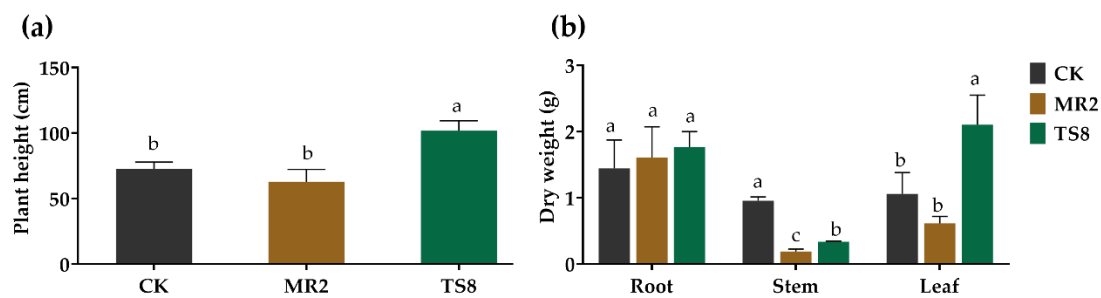 (a)
Plant height (cm)
150
100
50
0
b
b
a
CK
MR2
TS8
(b)
Dry weight (g)
3
2
1
0
a
a
a
a
c
b
b
b
a
Root
Stem
Leaf
CK
MR2
TS8